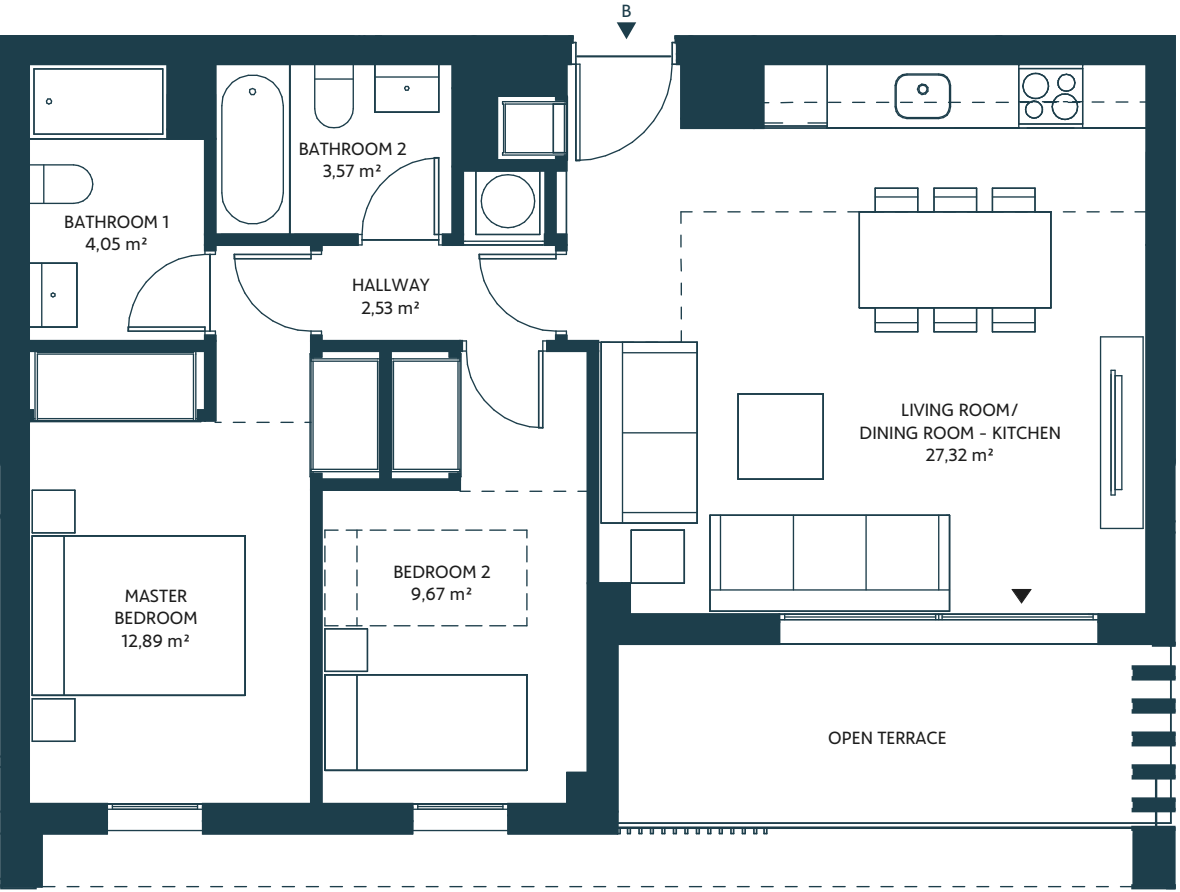 B
BATHROOM 2
3,57 m²
BATHROOM 1
4,05 m²
HALLWAY
2,53 m²
LIVING ROOM/
DINING ROOM - KITCHEN
27,32 m²
BEDROOM 2
9,67 m²
MASTER
BEDROOM
12,89 m²
OPEN TERRACE